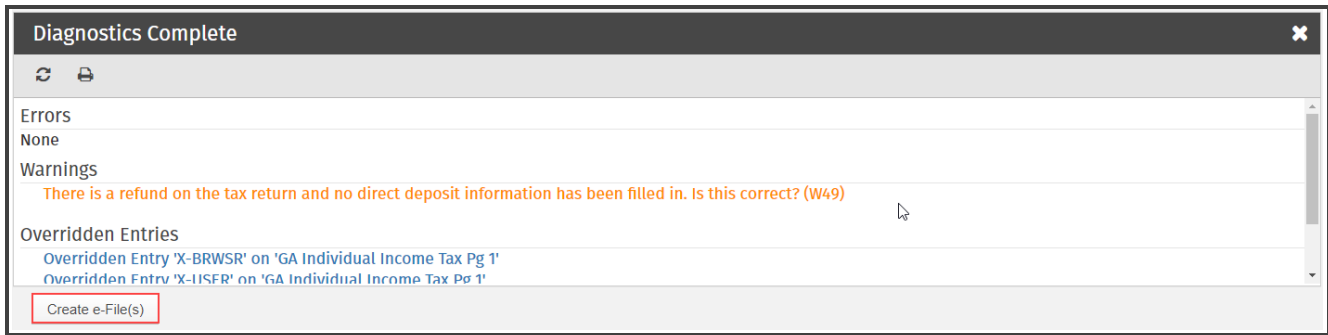 Diagnostics Complete
Errors
None
Warnings
There is a refund on the tax return and no direct deposit information has been filled in. Is this correct? (W49)
Overridden Entries
Overridden Entry 'X-BRWSR' on 'GA Individual Income Tax Pg 1'
Overridden Entry 'X-USER' on 'GA Individual Income Tax Pg 1'
Create e-File(s)